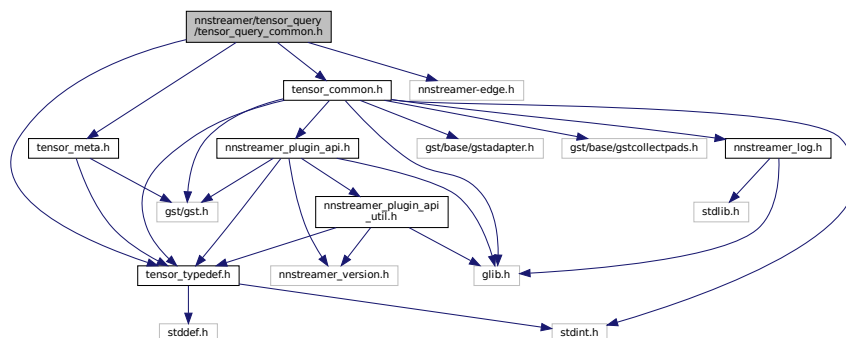 nnstreamer/tensor_query
/tensor_query_common.h
tensor_common.h
nnstreamer-edge.h
tensor_meta.h
nnstreamer_plugin_api.h
gst/base/gstadapter.h
gst/base/gstcollectpads.h
nnstreamer_log.h
gst/gst.h
nnstreamer_plugin_api
_util.h
stdlib.h
tensor_typedef.h
nnstreamer_version.h
glib.h
stddef.h
stdint.h